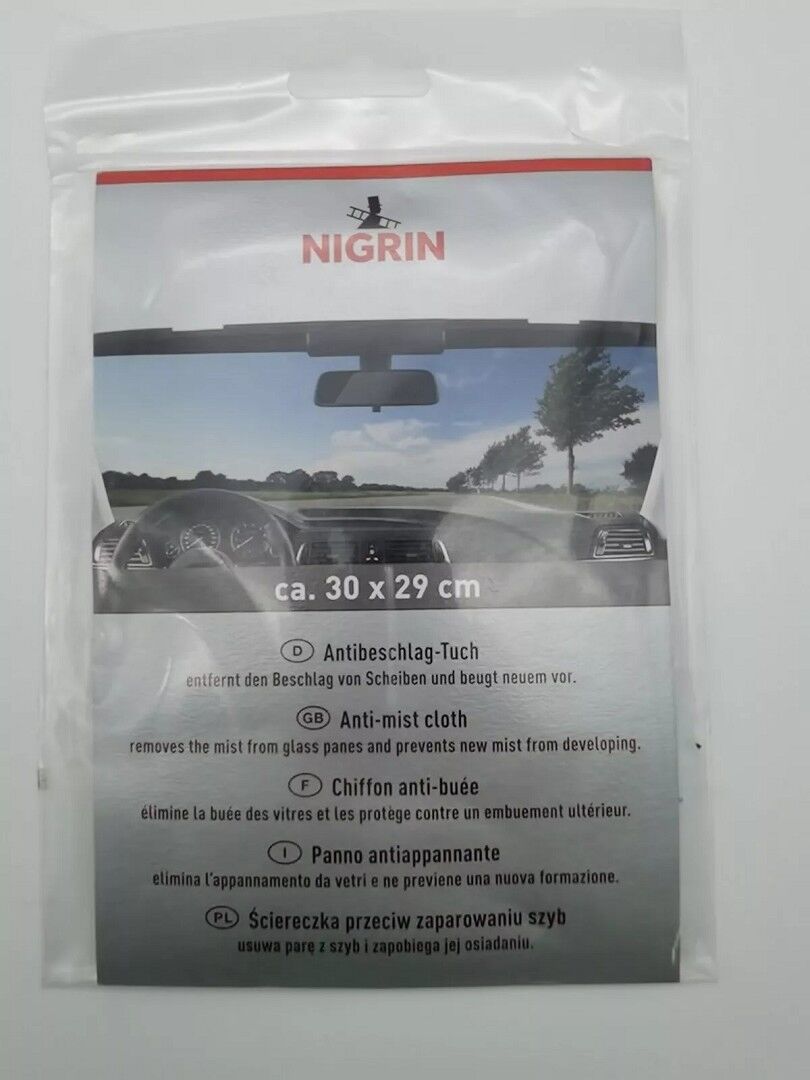 NIGRIN
ca. 30 x 29 cm
D Antibeschlag-Tuch
entfernt den Beschlag von Scheiben und beugt neuem vor.
GB Anti-mist cloth
removes the mist from glass panes and prevents new mist from developing.
F Chiffon anti-buée
élimine la buée des vitres et les protège contre un embuement ultérieur.
I Panno antiappannante
elimina l'appannamento da vetri e ne previene una nuova formazione.
PL Ściereczka przeciw zaparowaniu szyb
usuwa parę z szyb i zapobiega jej osiadaniu.